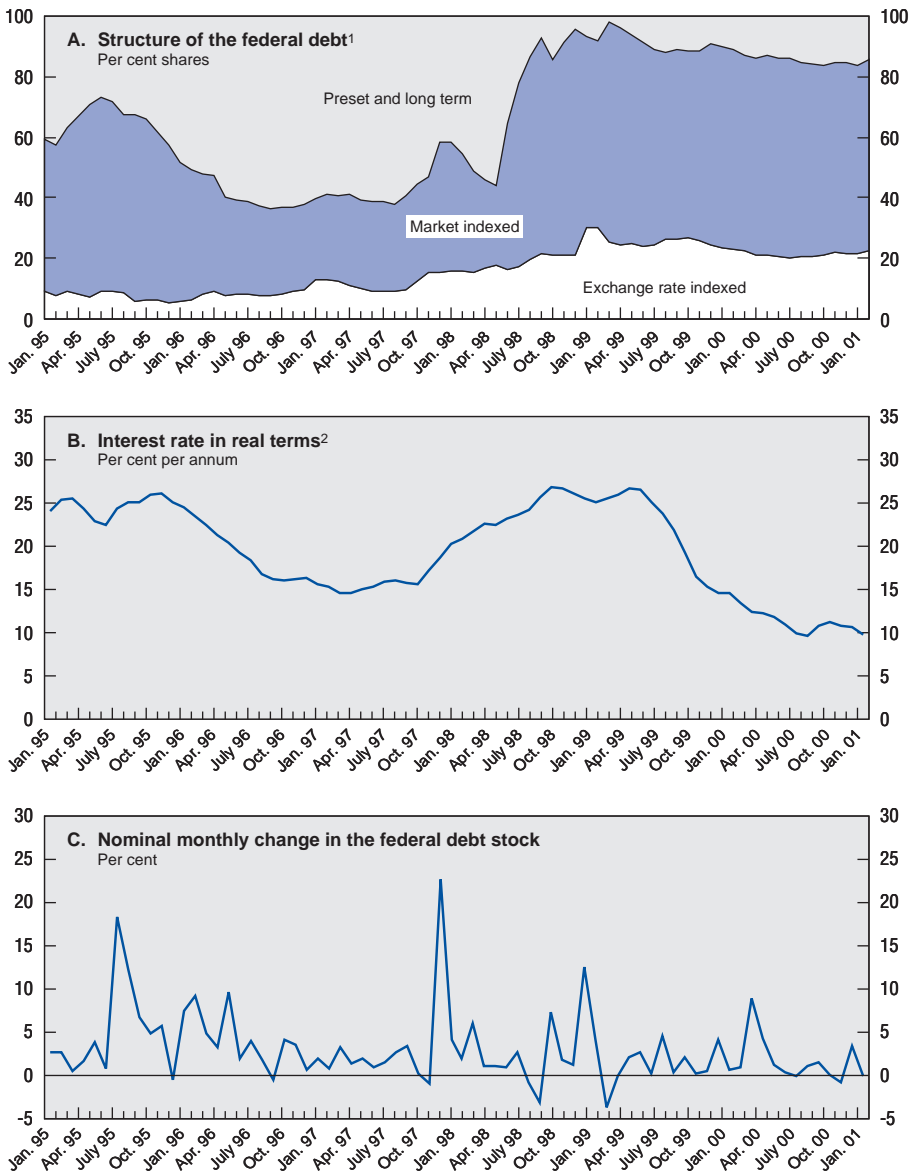 A. Structure of the federal debt1
Per cent shares
100 100
80 80
60 60
40 40
20 20
0 0
Preset and long term
Market indexed
Exchange rate indexed
Jan. 95 Apr. 95 July 95 Oct. 95 Jan. 96 Apr. 96 July 96 Oct. 96 Jan. 97 Apr. 97 July 97 Oct. 97 Jan. 98 Apr. 98 July 98 Oct. 98 Jan. 99 Apr. 99 July 99 Oct. 99 Jan. 00 Apr. 00 July 00 Oct. 00 Jan. 01
B. Interest rate in real terms2
Per cent per annum
35 35
30 30
25 25
20 20
15 15
10 10
5 5
0 0
Jan. 95 Apr. 95 July 95 Oct. 95 Jan. 96 Apr. 96 July 96 Oct. 96 Jan. 97 Apr. 97 July 97 Oct. 97 Jan. 98 Apr. 98 July 98 Oct. 98 Jan. 99 Apr. 99 July 99 Oct. 99 Jan. 00 Apr. 00 July 00 Oct. 00 Jan. 01
C. Nominal monthly change in the federal debt stock
Per cent
30 30
25 25
20 20
15 15
10 10
5 5
0 0
-5 -5
Jan. 95 Apr. 95 July 95 Oct. 95 Jan. 96 Apr. 96 July 96 Oct. 96 Jan. 97 Apr. 97 July 97 Oct. 97 Jan. 98 Apr. 98 July 98 Oct. 98 Jan. 99 Apr. 99 July 99 Oct. 99 Jan. 00 Apr. 00 July 00 Oct. 00 Jan. 01